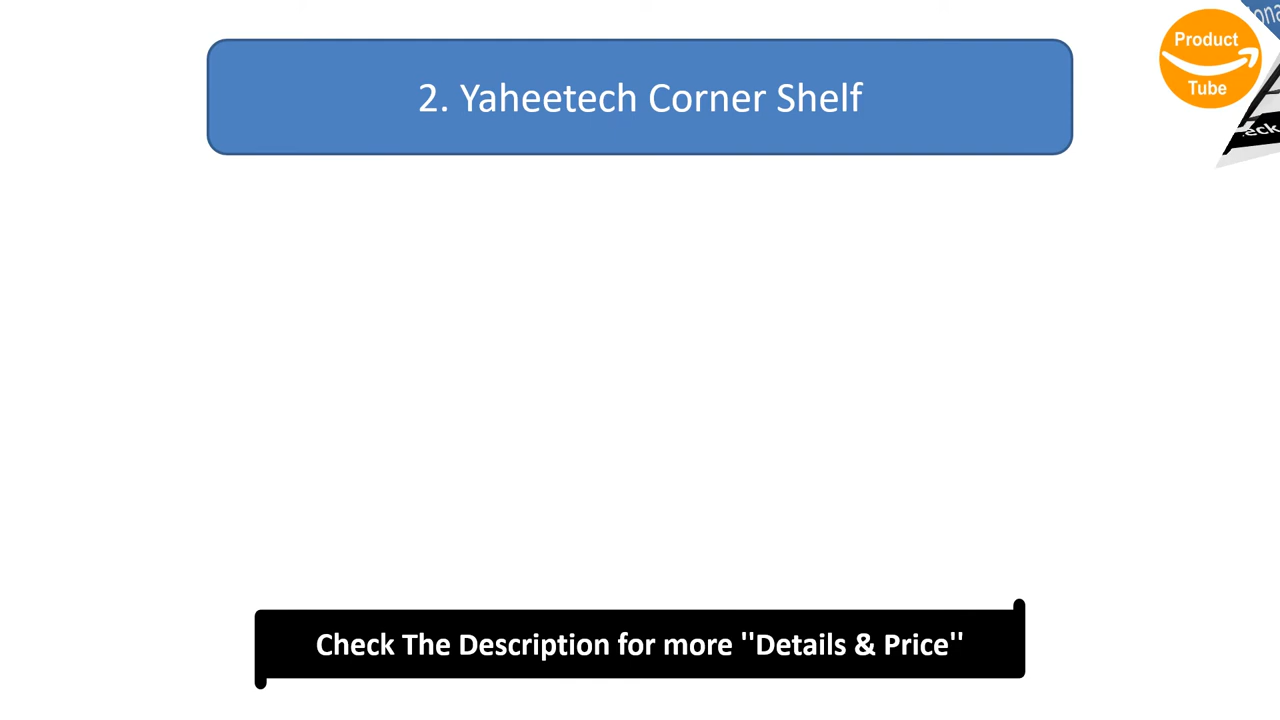 2. Yaheetech Corner Shelf
Product
Tube
Check The Description for more "Details & Price"